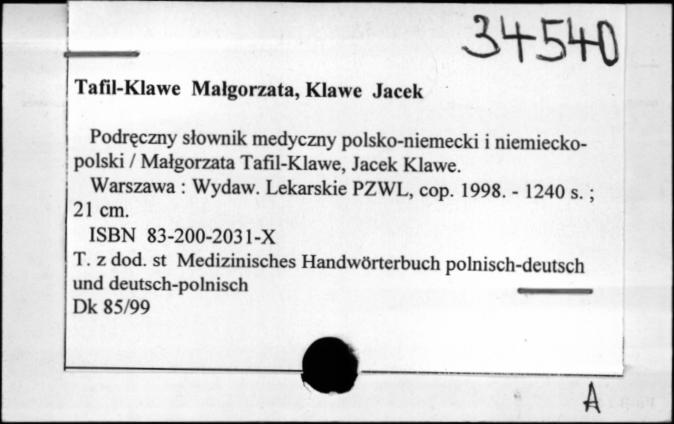 34540
Tafil-Klawe Małgorzata, Klawe Jacek
Podręczny słownik medyczny polsko-niemecki i niemiecko-
polski / Małgorzata Tafil-Klawe, Jacek Klawe.
Warszawa : Wydaw. Lekarskie PZWL, cop. 1998. - 1240 s. ;
21 cm.
ISBN 83-200-2031-X
T. z dod. st Medizinisches Handwörterbuch polnisch-deutsch
und deutsch-polnisch
Dk 85/99
A